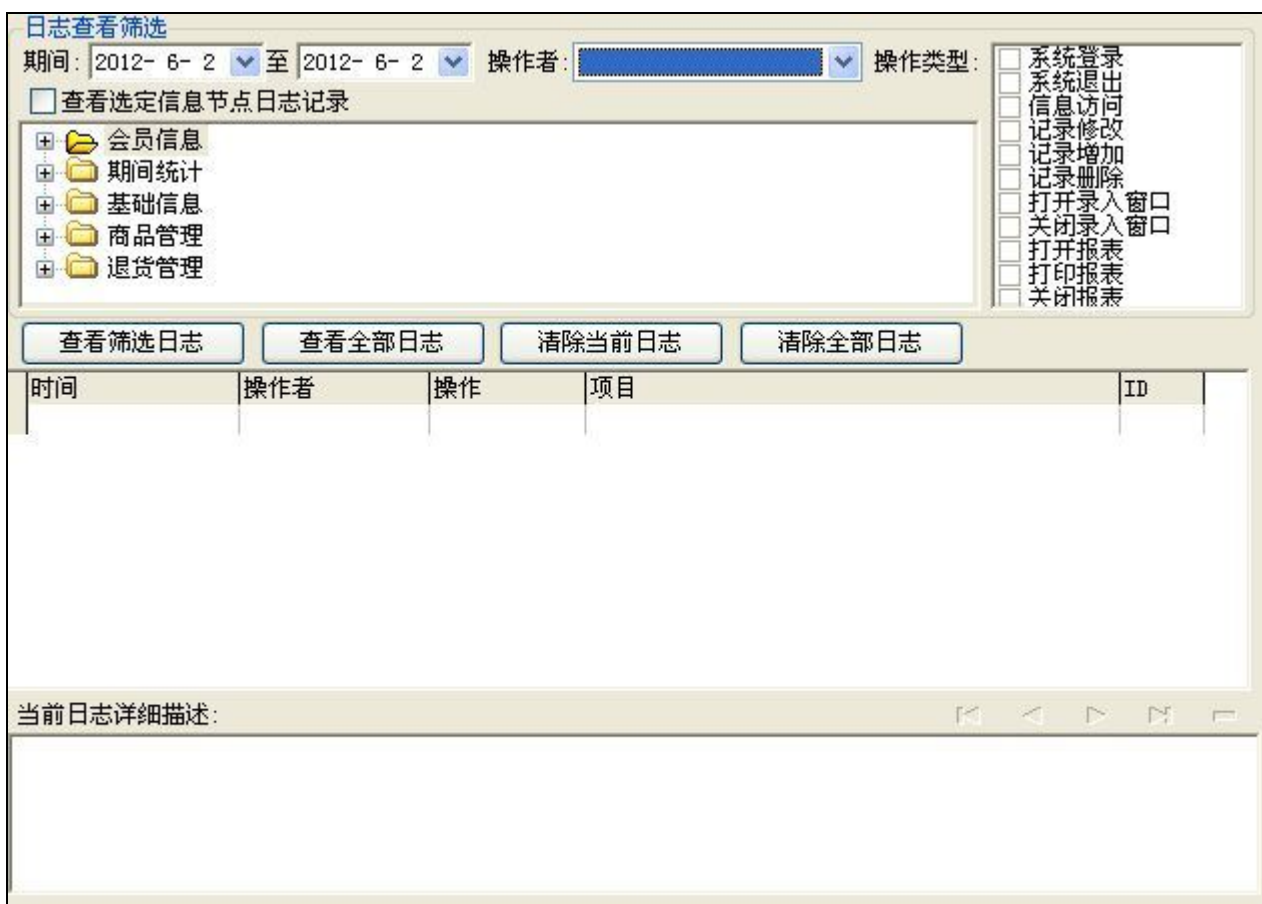 日志查看筛选
期间: 2012- 6- 2 至 2012- 6- 2 操作者: 操作类型:
查看选定信息节点日志记录
会员信息
期间统计
基础信息
商品管理
退货管理
系统登录
系统退出
信息访问
记录修改
记录增加
记录删除
打开录入窗口
关闭录入窗口
打开报表
打印报表
关闭报表
查看筛选日志 查看全部日志 清除当前日志 清除全部日志
时间 操作者 操作 项目 ID
当前日志详细描述: